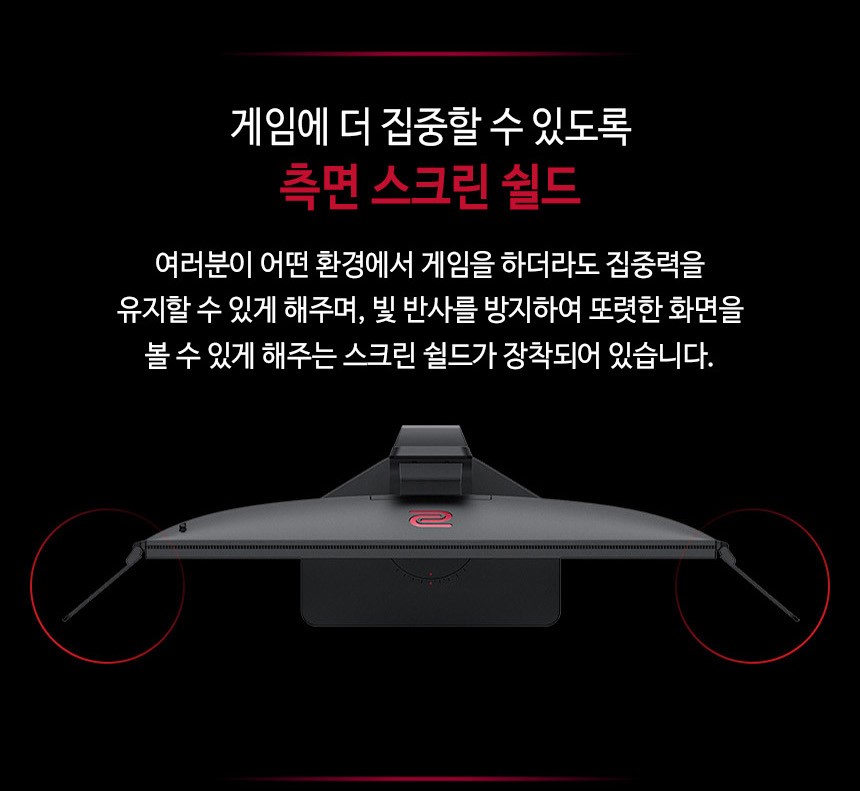 게임에 더 집중할 수 있도록
측면 스크린 쉴드
여러분이 어떤 환경에서 게임을 하더라도 집중력을
유지할 수 있게 해주며, 빛 반사를 방지하여 또렷한 화면을
볼 수 있게 해주는 스크린 쉴드가 장착되어 있습니다.